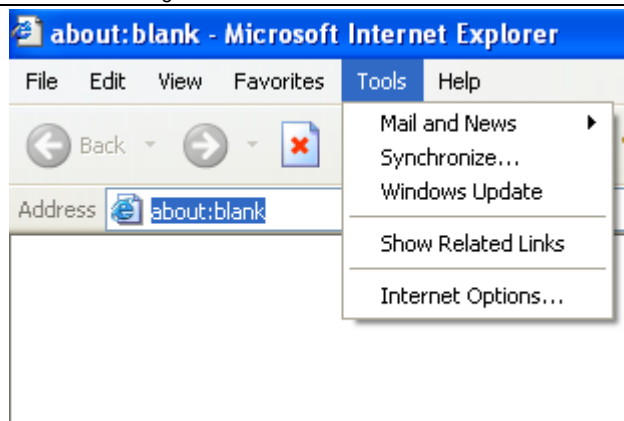 about:blank - Microsoft Internet Explorer
File Edit View Favorites Tools Help
Back
Mail and News
Synchronize...
Windows Update
Address about:blank
Show Related Links
Internet Options...